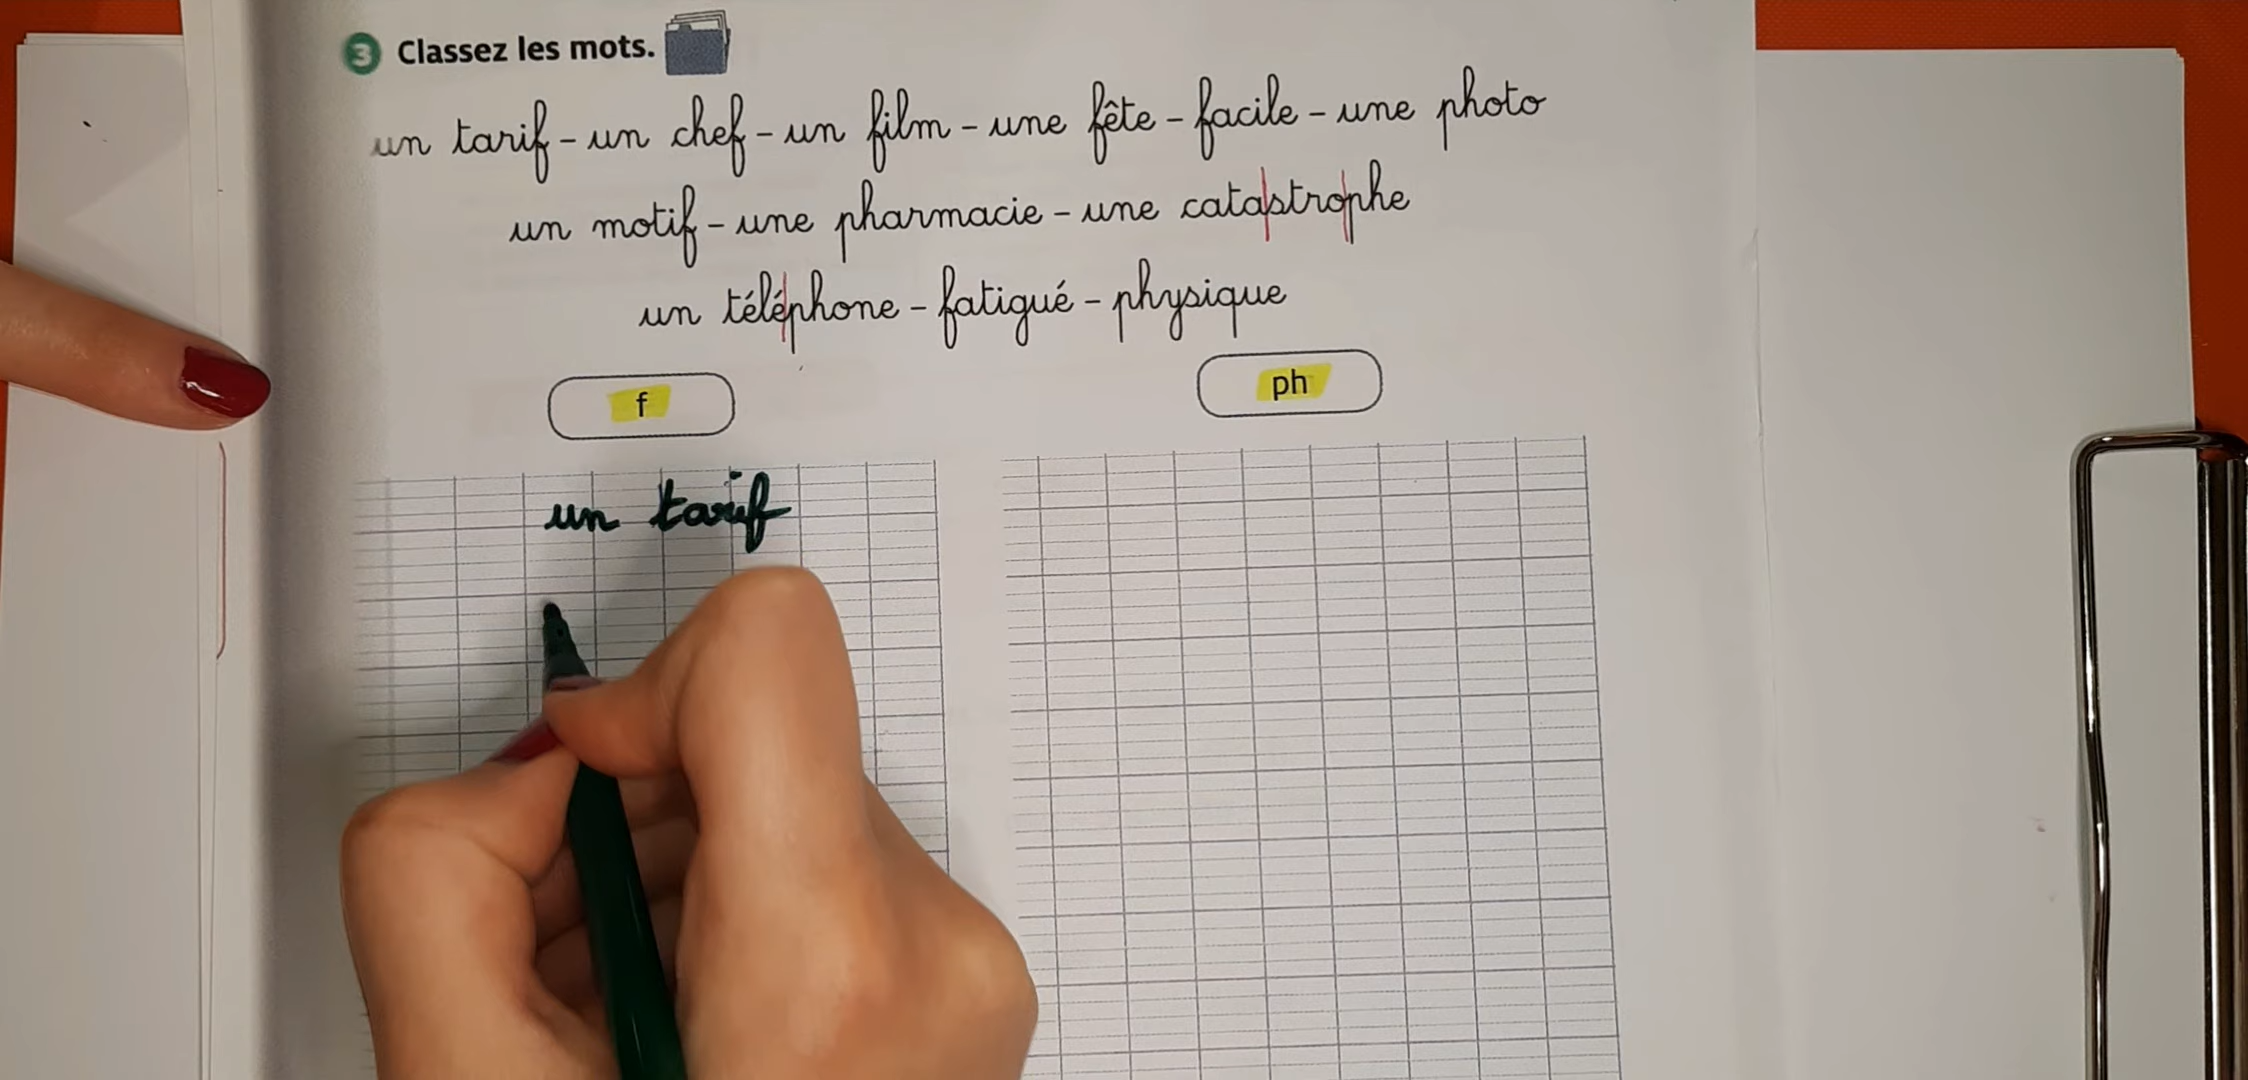 3 Classez les mots.
un tarif - un chef - un film - une fête - facile - une photo
un motif - une pharmacie - une catastrophe
un téléphone - fatigué - physique
f
ph
un tarif